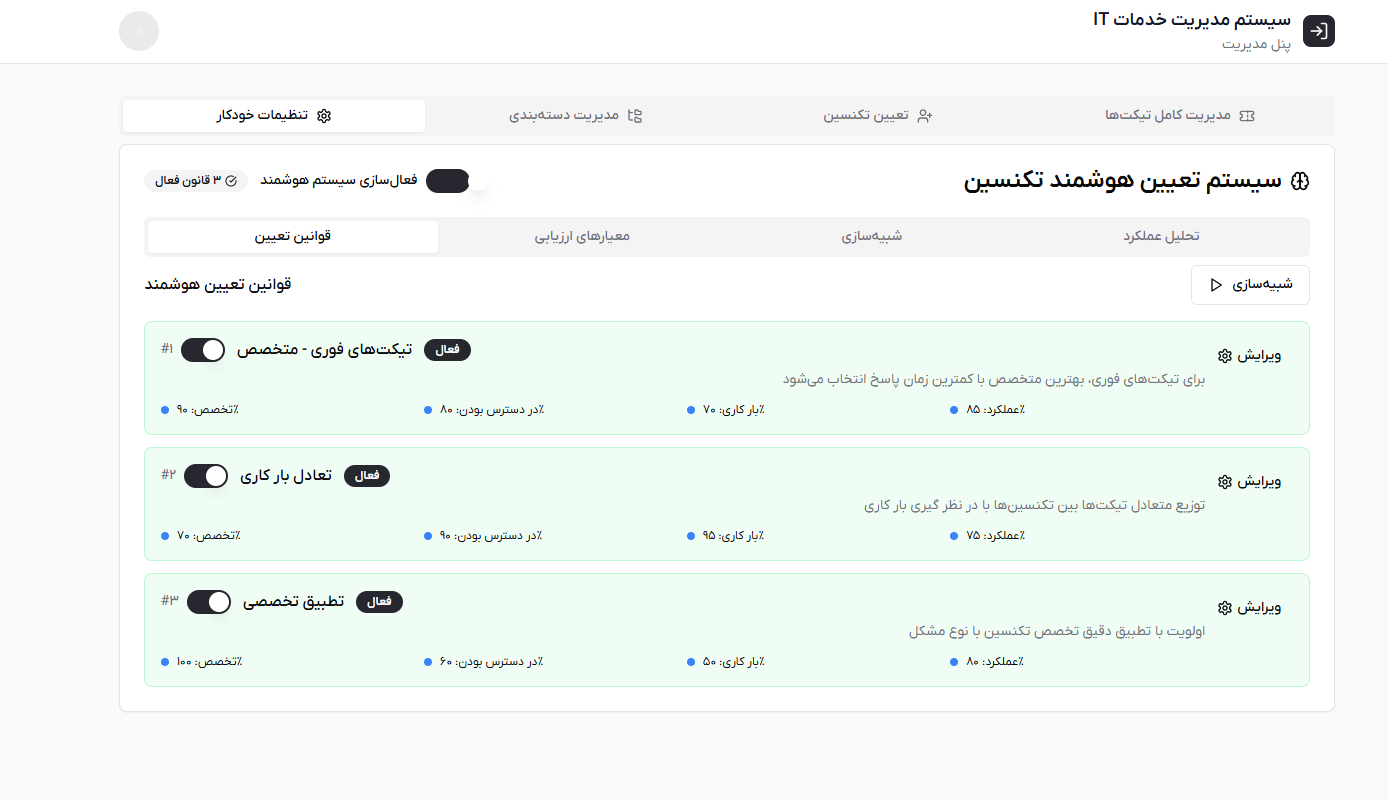 سیستم مدیریت خدمات IT
پنل مدیریت
مدیریت کامل تیکت‌ها
تعیین تکنسین
مدیریت دسته‌بندی
تنظیمات خودکار
سیستم تعیین هوشمند تکنسین
فعال‌سازی سیستم هوشمند
۳ قانون فعال
تحلیل عملکرد
شبیه‌سازی
معیارهای ارزیابی
قوانین تعیین
شبیه‌سازی
قوانین تعیین هوشمند
ویرایش
فعال
تیکت‌های فوری - متخصص
#۱
برای تیکت‌های فوری، بهترین متخصص با کمترین زمان پاسخ انتخاب می‌شود
٪عملکرد: ۸۵
٪بار کاری: ۷۰
٪در دسترس بودن: ۸۰
٪تخصص: ۹۰
ویرایش
فعال
تعادل بار کاری
#۲
توزیع متعادل تیکت‌ها بین تکنسین‌ها با در نظر گیری بار کاری
٪عملکرد: ۷۵
٪بار کاری: ۹۵
٪در دسترس بودن: ۹۰
٪تخصص: ۷۰
ویرایش
فعال
تطبیق تخصصی
#۳
اولویت با تطبیق دقیق تخصص تکنسین با نوع مشکل
٪عملکرد: ۸۰
٪بار کاری: ۵۰
٪در دسترس بودن: ۶۰
٪تخصص: ۱۰۰